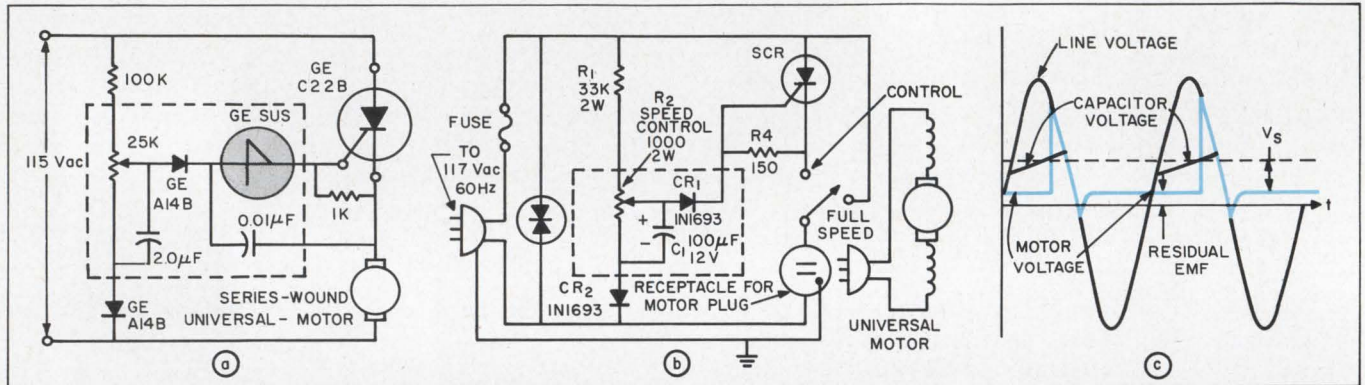 115 Vac
100K
25K
GE SUS
GE
C22B
GE
A14B
1K
0.01µF
2.0µF
GE
A14B
SERIES-WOUND
UNIVERSAL-MOTOR
a
FUSE
TO
117 Vac
60Hz
R1
33K
2W
R2
SPEED
CONTROL
1000
2W
CR1
1N1693
+
−
C1
100µF
12V
CR2
1N1693
SCR
R4
150
CONTROL
FULL
SPEED
RECEPTACLE FOR
MOTOR PLUG
UNIVERSAL
MOTOR
b
LINE VOLTAGE
CAPACITOR
VOLTAGE
VS
t
MOTOR
VOLTAGE
RESIDUAL
EMF
c